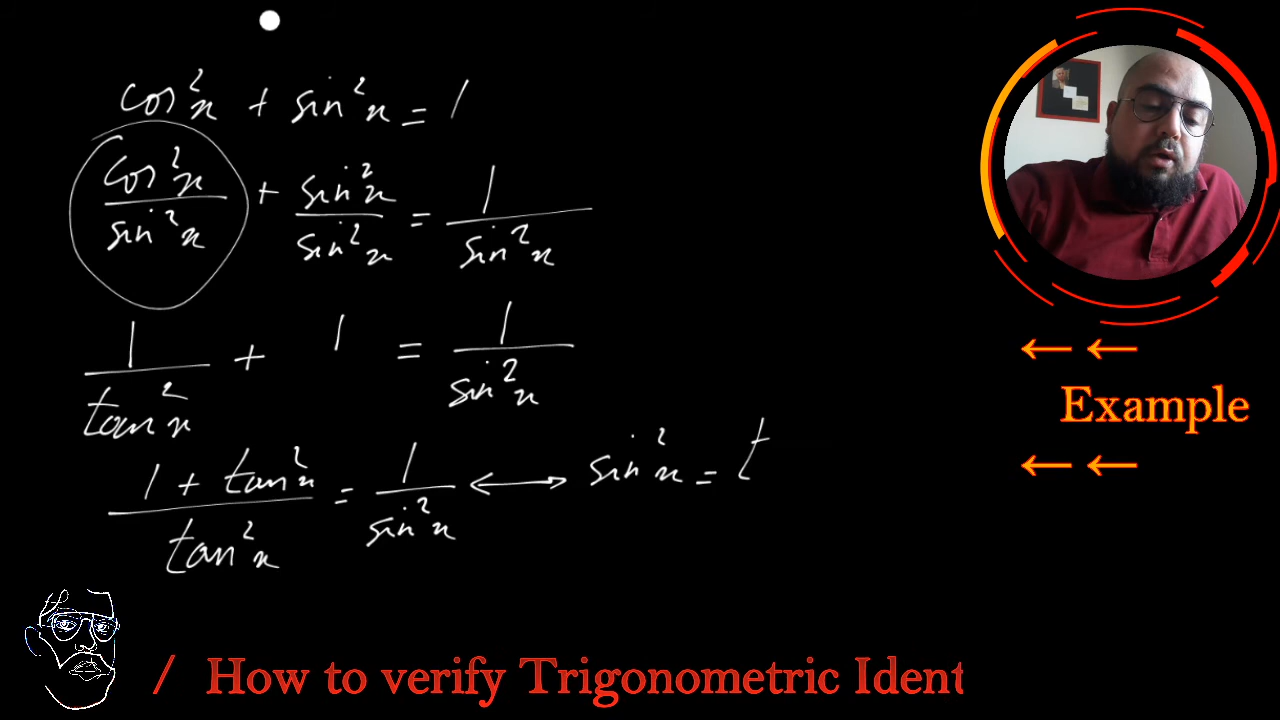 cos²x + sin²x = 1
cos²x/sin²x + sin²x/sin²x = 1/sin²x
1/tan²x + 1 = 1/sin²x
(1 + tan²x)/tan²x = 1/sin²x ⟷ sin²x = t
← ←
Example
← ←
/ How to verify Trigonometric Ident